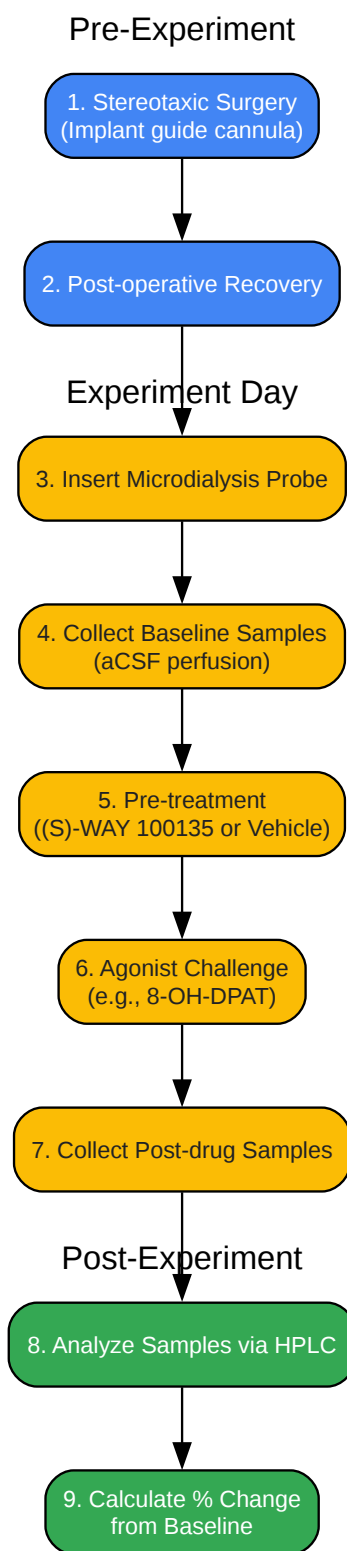 Pre-Experiment
1. Stereotaxic Surgery
(Implant guide cannula)
2. Post-operative Recovery
Experiment Day
3. Insert Microdialysis Probe
4. Collect Baseline Samples
(aCSF perfusion)
5. Pre-treatment
((S)-WAY 100135 or Vehicle)
6. Agonist Challenge
(e.g., 8-OH-DPAT)
7. Collect Post-drug Samples
Post-Experiment
8. Analyze Samples via HPLC
9. Calculate % Change
from Baseline